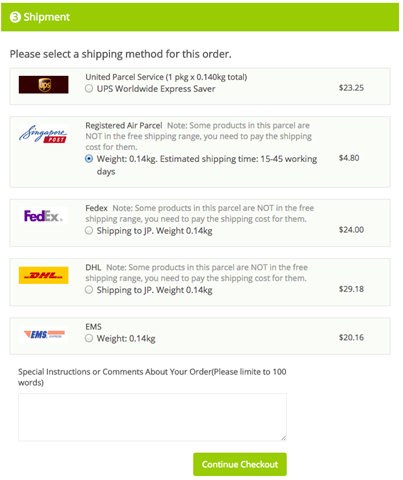 3 Shipment
Please select a shipping method for this order.
ups
United Parcel Service (1 pkg x 0.140kg total)
UPS Worldwide Express Saver
$23.25
Singapore
POST
Registered Air Parcel Note: Some products in this parcel are
NOT in the free shipping range, you need to pay the shipping
cost for them.
Weight: 0.14kg. Estimated shipping time: 15-45 working
days
$4.80
FedEx
Fedex Note: Some products in this parcel are NOT in the free
shipping range, you need to pay the shipping cost for them.
Shipping to JP. Weight 0.14kg
$24.00
DHL
DHL Note: Some products in this parcel are NOT in the free
shipping range, you need to pay the shipping cost for them.
Shipping to JP. Weight 0.14kg
$29.18
EMS
EMS
Weight: 0.14kg
$20.16
Special Instructions or Comments About Your Order(Please limite to 100
words)
Continue Checkout